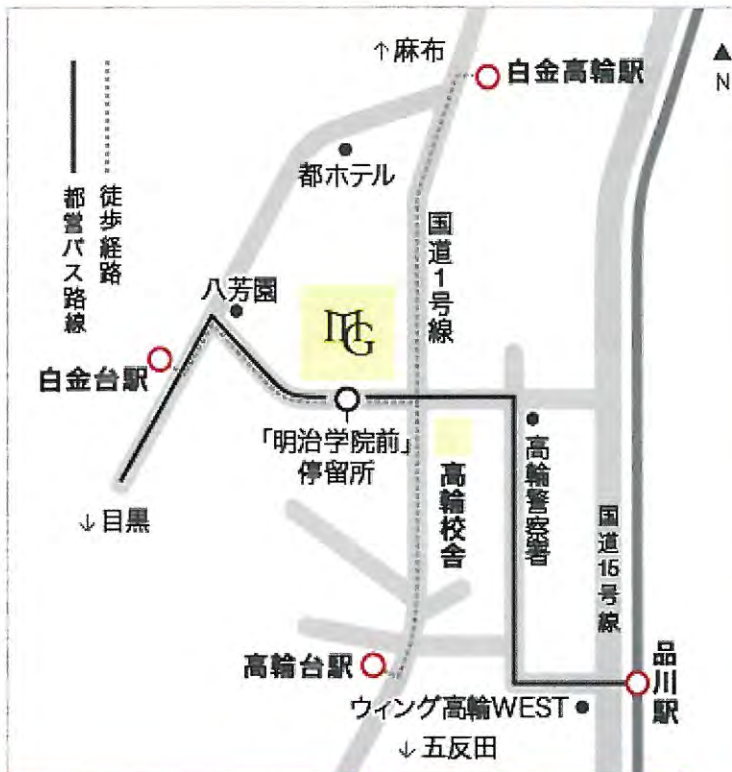 ↑麻布
白金高輪駅
▲
N
都営バス路線
徒歩経路
都ホテル
国道1号線
八芳園
MG
白金台駅
「明治学院前」
停留所
高輪校舎
高輪警察署
国道15号線
↓目黒
高輪台駅
品川駅
ウィング高輪WEST
↓五反田